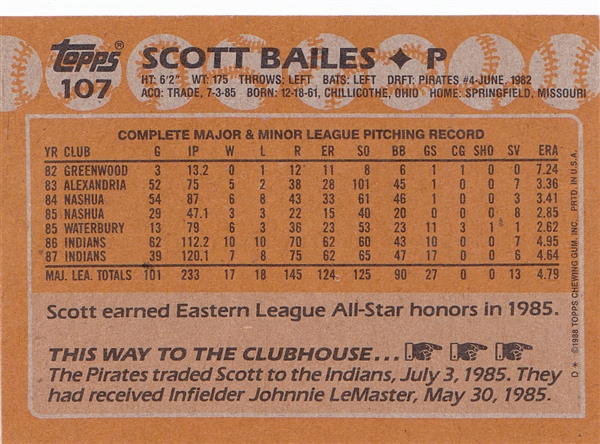 topps®
107
SCOTT BAILES ✦ P
HT: 6'2" WT: 175 THROWS: LEFT BATS: LEFT DRFT: PIRATES #4-JUNE, 1982
ACQ: TRADE, 7-3-85 BORN: 12-18-61, CHILLICOTHE, OHIO HOME: SPRINGFIELD, MISSOURI
COMPLETE MAJOR & MINOR LEAGUE PITCHING RECORD
YR CLUB G IP W L R ER SO BB GS CG SHO SV ERA
82 GREENWOOD 3 13.2 0 1 12 11 8 6 1 1 0 0 7.24
83 ALEXANDRIA 52 75 5 2 38 28 101 45 1 0 0 7 3.36
84 NASHUA 54 87 6 8 43 33 61 46 1 0 0 3 3.41
85 NASHUA 29 47.1 3 3 22 15 40 20 0 0 0 8 2.85
85 WATERBURY 13 79 6 3 36 23 53 23 11 3 1 1 2.62
86 INDIANS 62 112.2 10 10 70 62 60 43 10 0 0 7 4.95
87 INDIANS 39 120.1 7 8 75 62 65 47 17 0 0 6 4.64
MAJ. LEA. TOTALS 101 233 17 18 145 124 125 90 27 0 0 13 4.79
Scott earned Eastern League All-Star honors in 1985.
THIS WAY TO THE CLUBHOUSE...
The Pirates traded Scott to the Indians, July 3, 1985. They
had received Infielder Johnnie LeMaster, May 30, 1985.
D* ©1988 TOPPS CHEWING GUM, INC. PRTD. IN U.S.A.